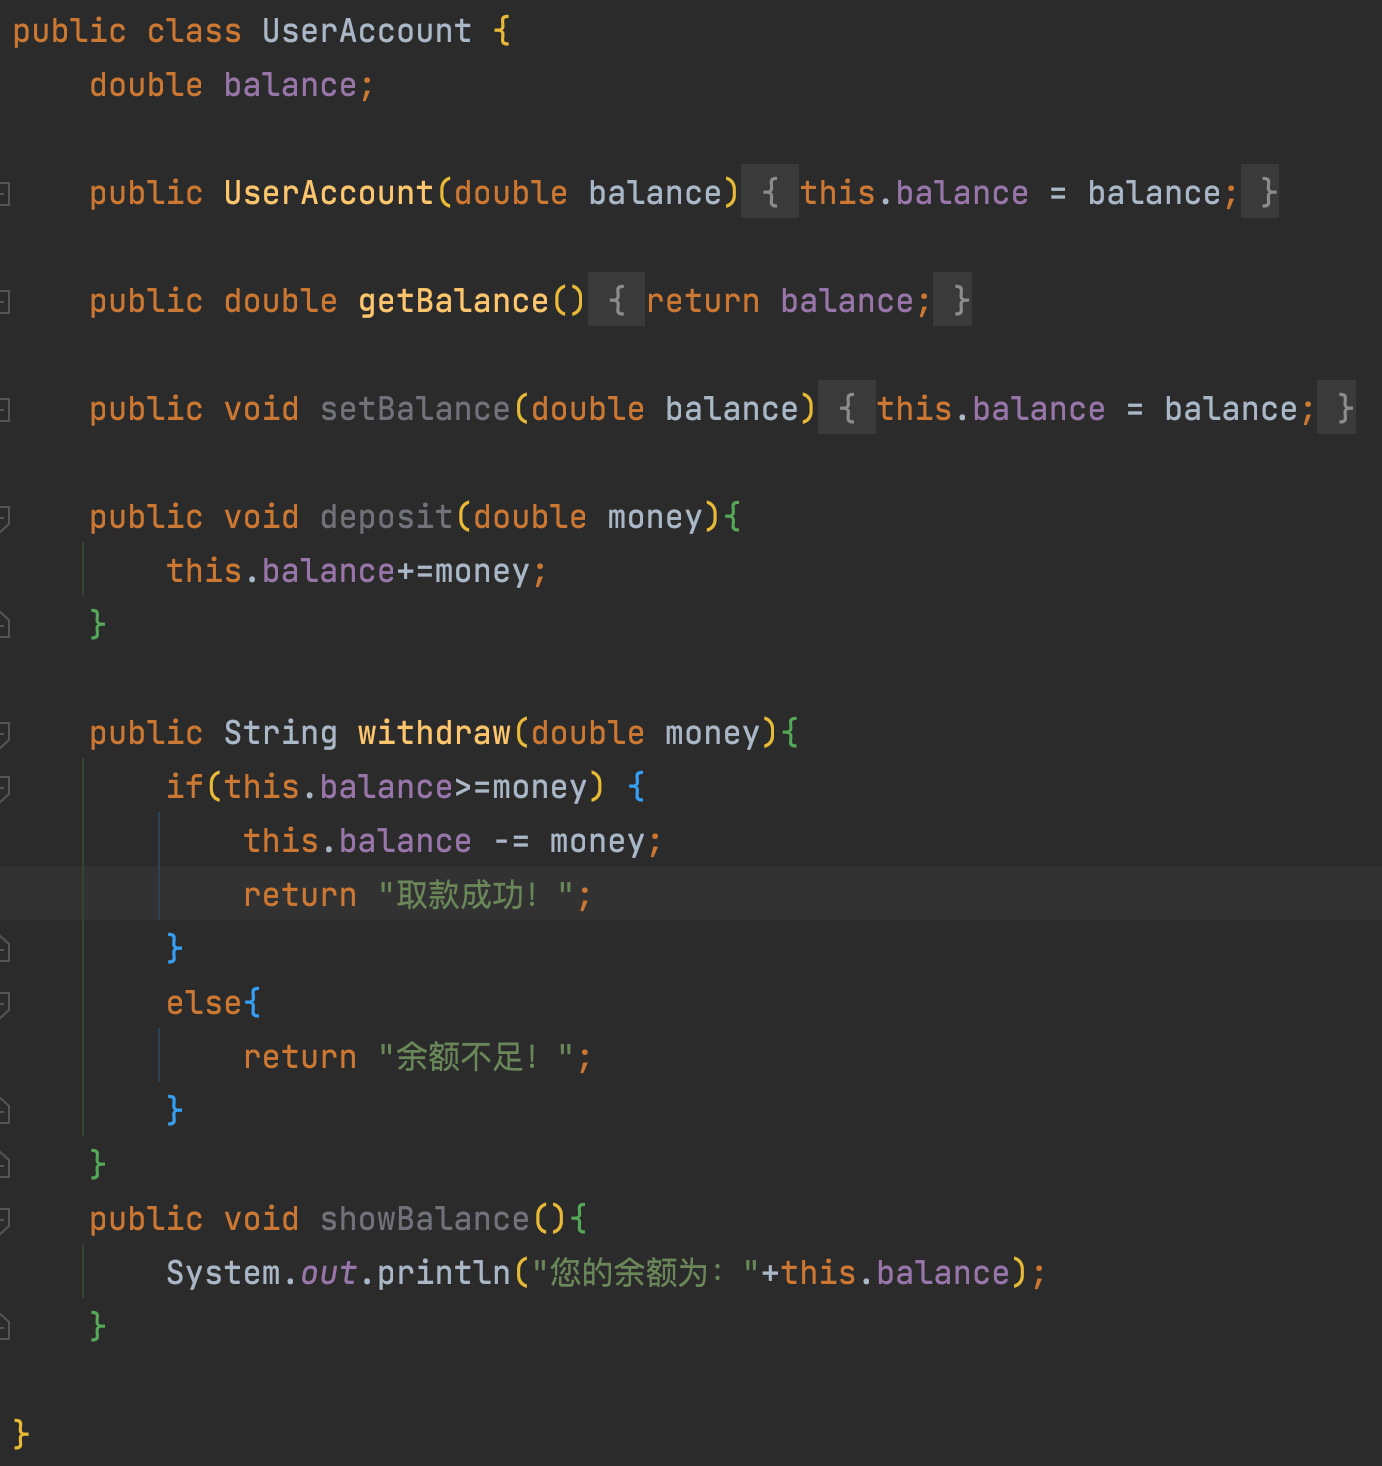 public class UserAccount {
    double balance;

    public UserAccount(double balance) { this.balance = balance; }

    public double getBalance() { return balance; }

    public void setBalance(double balance) { this.balance = balance; }

    public void deposit(double money){
        this.balance+=money;
    }

    public String withdraw(double money){
        if(this.balance>=money) {
            this.balance -= money;
            return "取款成功！";
        }
        else{
            return "余额不足！";
        }
    }
    public void showBalance(){
        System.out.println("您的余额为："+this.balance);
    }

}